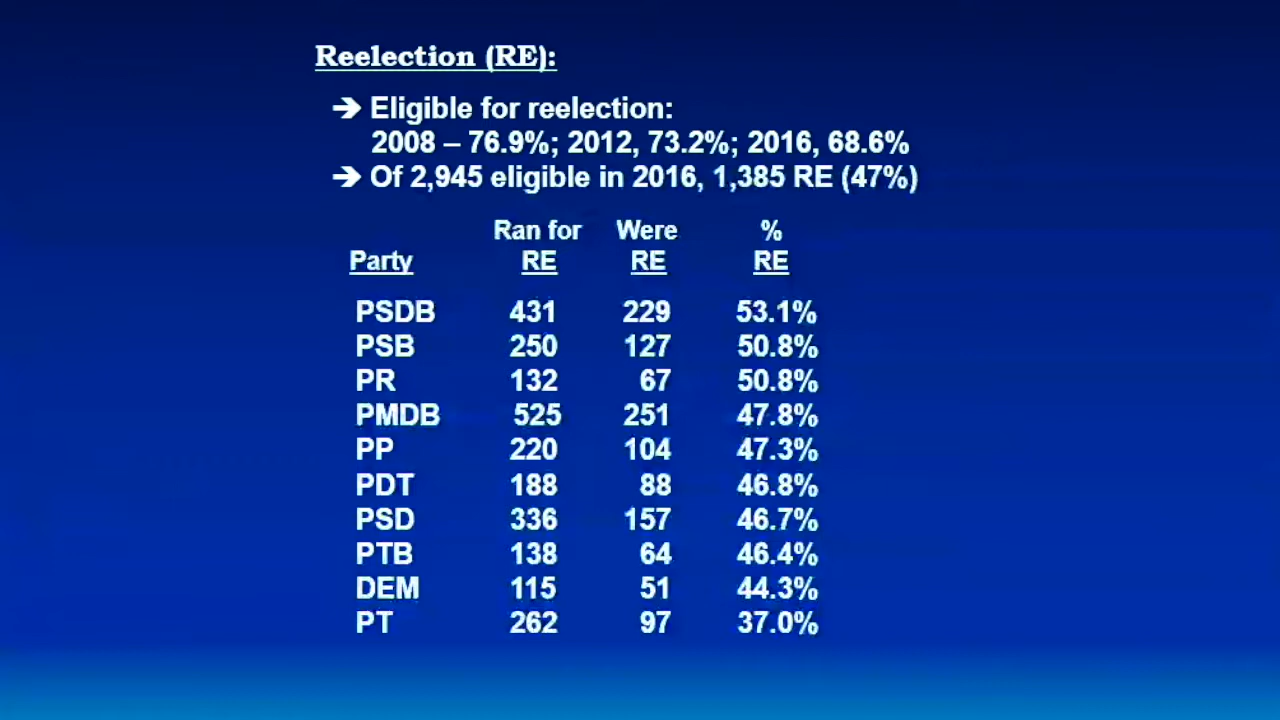 Reelection (RE):
➔ Eligible for reelection:
2008 – 76.9%; 2012, 73.2%; 2016, 68.6%
➔ Of 2,945 eligible in 2016, 1,385 RE (47%)
Ran for Were %
Party RE RE RE
PSDB 431 229 53.1%
PSB 250 127 50.8%
PR 132 67 50.8%
PMDB 525 251 47.8%
PP 220 104 47.3%
PDT 188 88 46.8%
PSD 336 157 46.7%
PTB 138 64 46.4%
DEM 115 51 44.3%
PT 262 97 37.0%